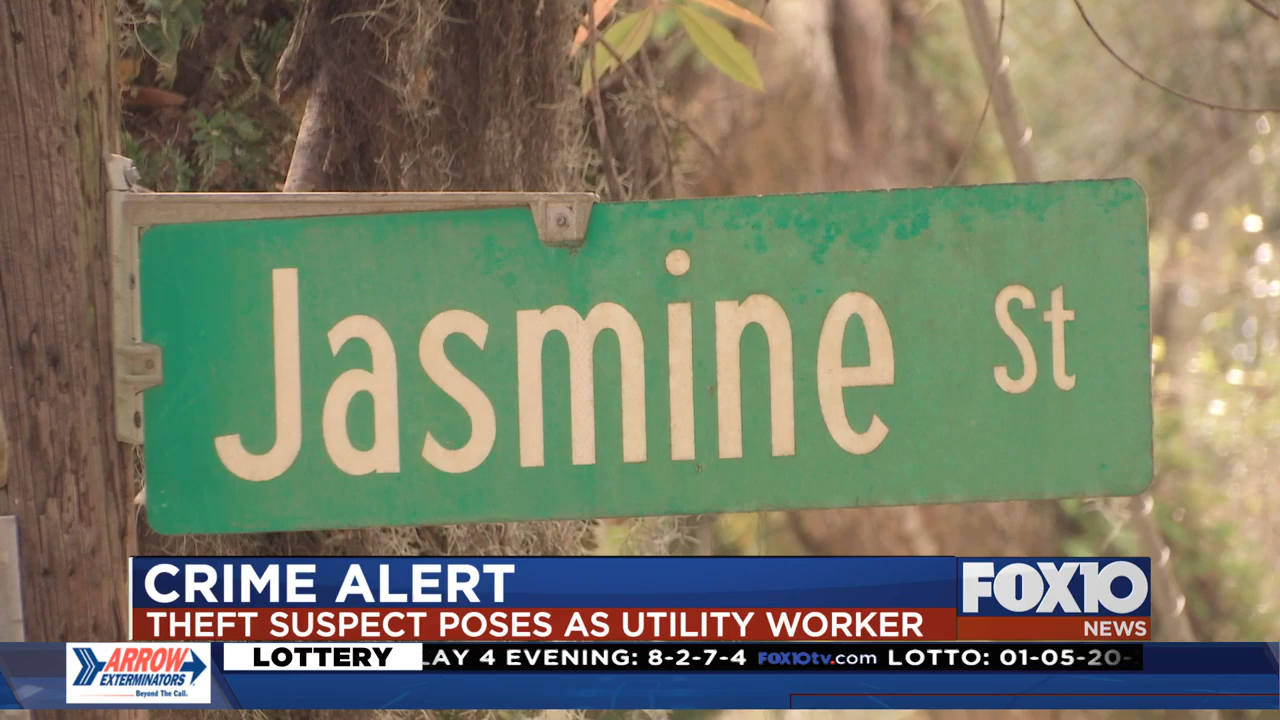 Jasmine St
CRIME ALERT
THEFT SUSPECT POSES AS UTILITY WORKER
FOX10
NEWS
ARROW
EXTERMINATORS
Beyond The Call.
LOTTERY
LAY 4 EVENING: 8-2-7-4 FOX10tv.com LOTTO: 01-05-20-